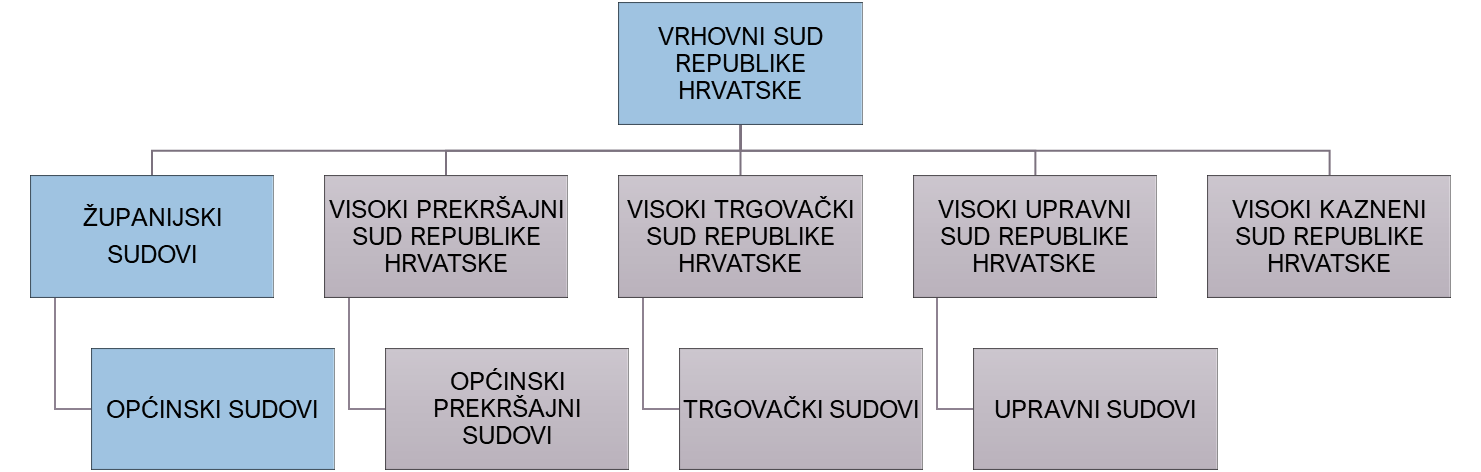 VRHOVNI SUD
REPUBLIKE
HRVATSKE
ŽUPANIJSKI
SUDOVI
VISOKI PREKRŠAJNI
SUD REPUBLIKE
HRVATSKE
VISOKI TRGOVAČKI
SUD REPUBLIKE
HRVATSKE
VISOKI UPRAVNI
SUD REPUBLIKE
HRVATSKE
VISOKI KAZNENI
SUD REPUBLIKE
HRVATSKE
OPĆINSKI SUDOVI
OPĆINSKI
PREKRŠAJNI
SUDOVI
TRGOVAČKI SUDOVI
UPRAVNI SUDOVI